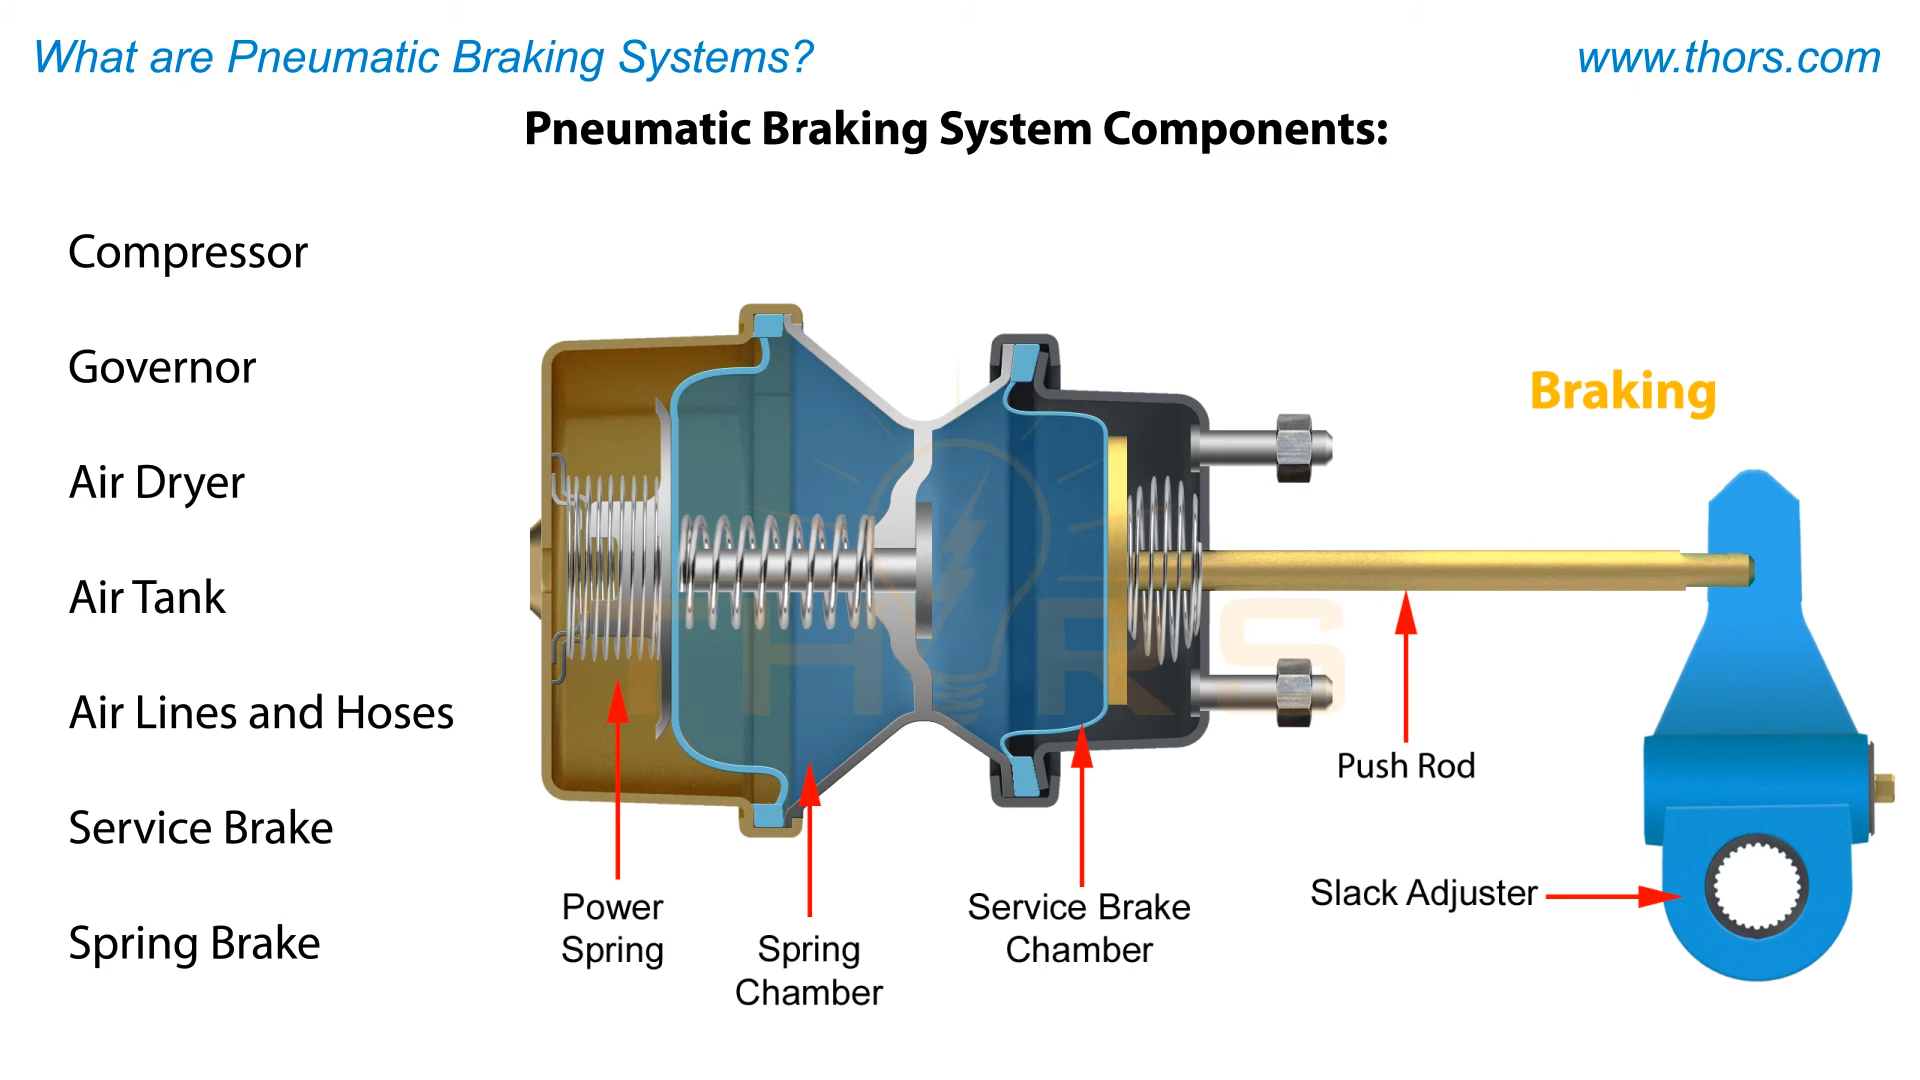 What are Pneumatic Braking Systems?
www.thors.com
Pneumatic Braking System Components:
Compressor
Governor
Air Dryer
Air Tank
Air Lines and Hoses
Service Brake
Spring Brake
Braking
Push Rod
Slack Adjuster
Power
Spring
Spring
Chamber
Service Brake
Chamber
THORS